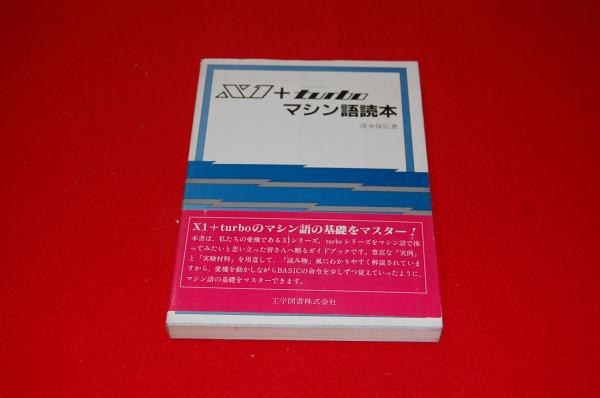 X1+turbo
マシン語読本
清水保弘著
X1+turboのマシン語の基礎をマスター!
本書は、私たちの愛機であるX1シリーズ、turboシリーズをマシン語で操
ってみたいと思い立った皆さんへ贈るガイドブックです。豊富な“実例”
と“実験材料”を用意して、「読み物」風にわかりやすく解説されていま
すから、愛機を動かしながらBASICの命令を少しずつ覚えていったように、
マシン語の基礎をマスターできます。
工学図書株式会社